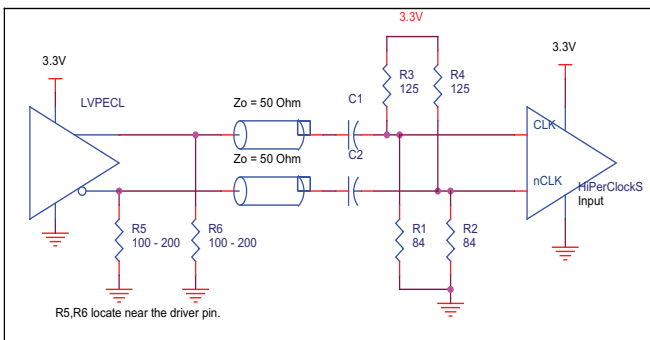 3.3V
3.3V
3.3V
LVPECL
Zo = 50 Ohm
C1
R3
125
R4
125
Zo = 50 Ohm
C2
CLK
nCLK
HiPerClockS
Input
R5
100 - 200
R6
100 - 200
R1
84
R2
84
R5,R6 locate near the driver pin.